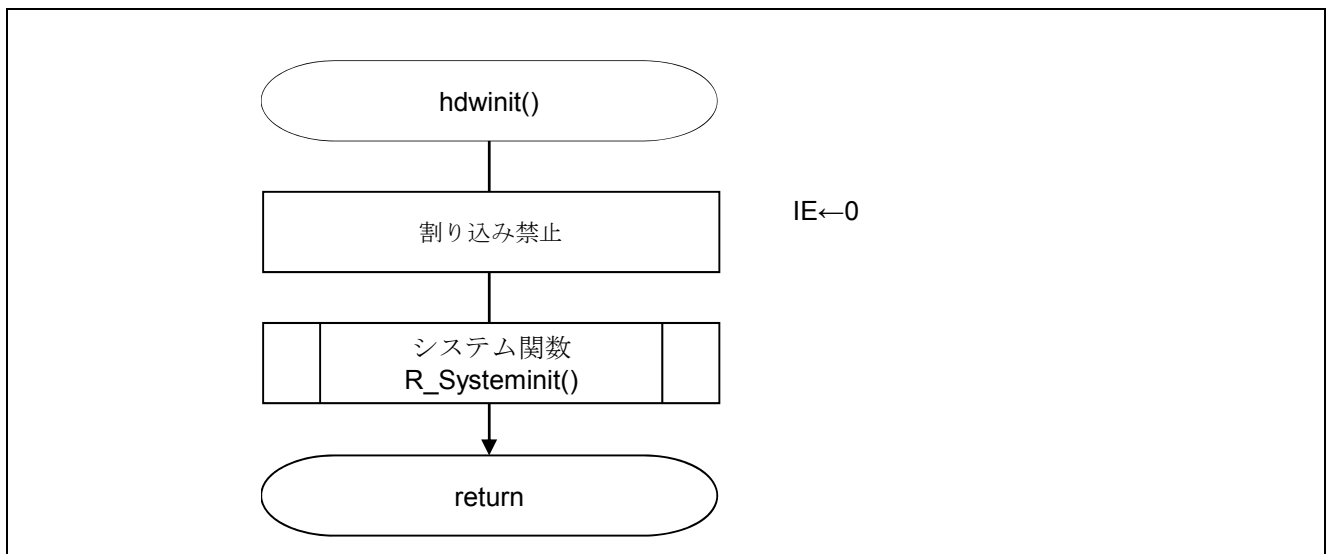 hdwinit()
割り込み禁止
IE←0
システム関数
R_Systeminit()
return